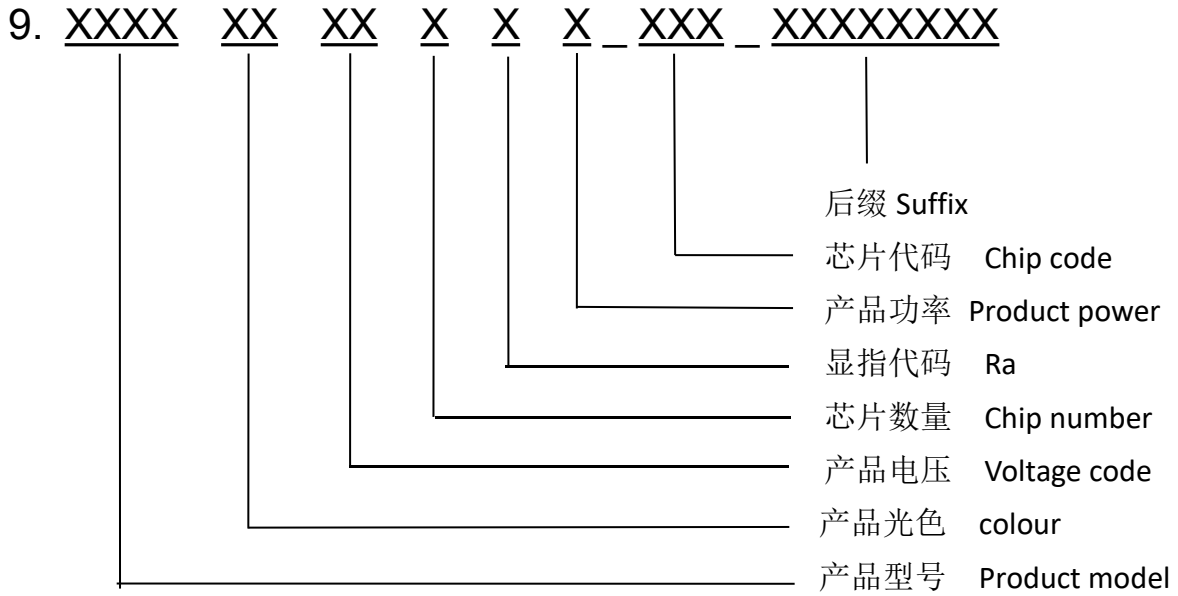 9. XXXX XX XX X X X _ XXX _ XXXXXXXX
后缀 Suffix
芯片代码 Chip code
产品功率 Product power
显指代码 Ra
芯片数量 Chip number
产品电压 Voltage code
产品光色 colour
产品型号 Product model